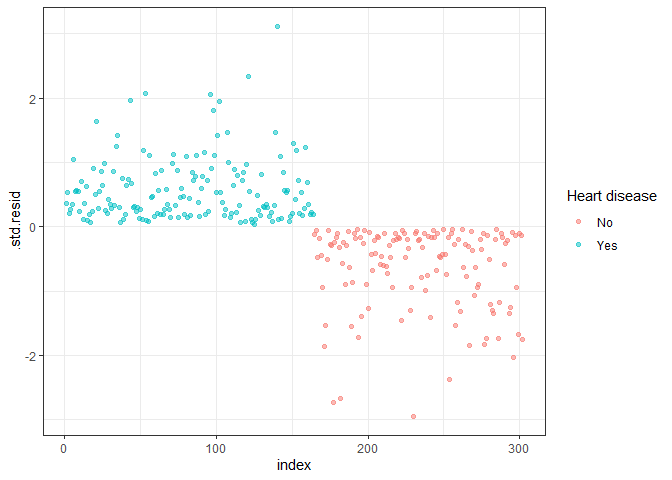 2
0
-2
.std.resid
0
100
200
300
index
Heart disease
No
Yes